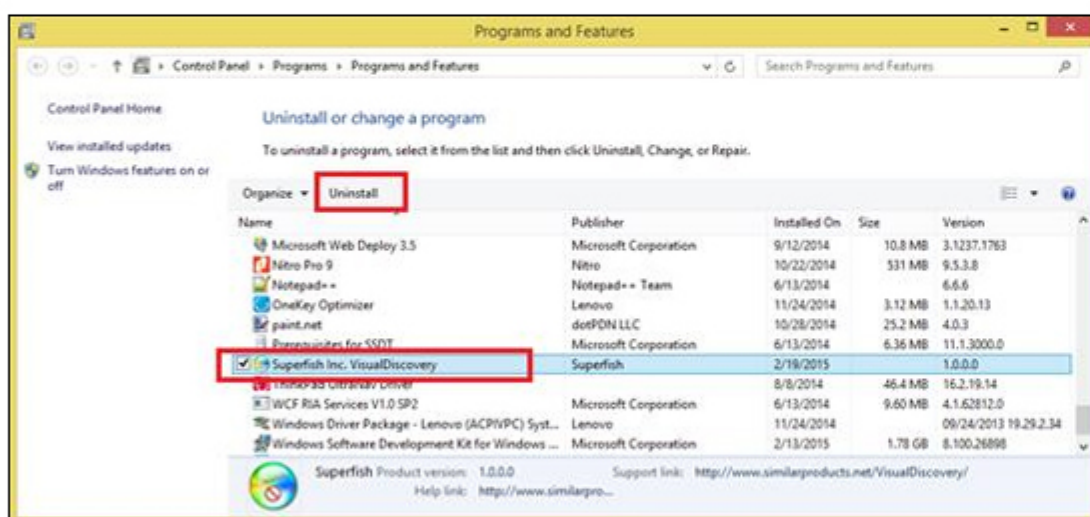 Programs and Features
Control Panel ▸ Programs ▸ Programs and Features
Search Programs and Features
Control Panel Home
View installed updates
Turn Windows features on or
off
Uninstall or change a program
To uninstall a program, select it from the list and then click Uninstall, Change, or Repair.
Organize Uninstall
Name Publisher Installed On Size Version
Microsoft Web Deploy 3.5 Microsoft Corporation 9/12/2014 10.8 MB 3.1237.1763
Nitro Pro 9 Nitro 10/22/2014 531 MB 9.5.3.8
Notepad++ Notepad++ Team 6/13/2014 6.6.6
OneKey Optimizer Lenovo 11/24/2014 3.12 MB 1.1.20.13
paint.net dotPDN LLC 10/28/2014 25.2 MB 4.0.3
Prerequisites for SSDT Microsoft Corporation 6/13/2014 6.36 MB 11.1.3000.0
Superfish Inc. VisualDiscovery Superfish 2/19/2015 1.0.0.0
ThinkPad UltraNav Driver 8/8/2014 46.4 MB 16.2.19.14
WCF RIA Services V1.0 SP2 Microsoft Corporation 6/13/2014 9.60 MB 4.1.62812.0
Windows Driver Package - Lenovo (ACPIVPC) Syst... Lenovo 11/24/2014 09/24/2013 19.29.2.34
Windows Software Development Kit for Windows ... Microsoft Corporation 2/13/2015 1.78 GB 8.100.26898
Superfish Product version: 1.0.0.0 Support link: http://www.similarproducts.net/VisualDiscovery/
Help link: http://www.similarpro...